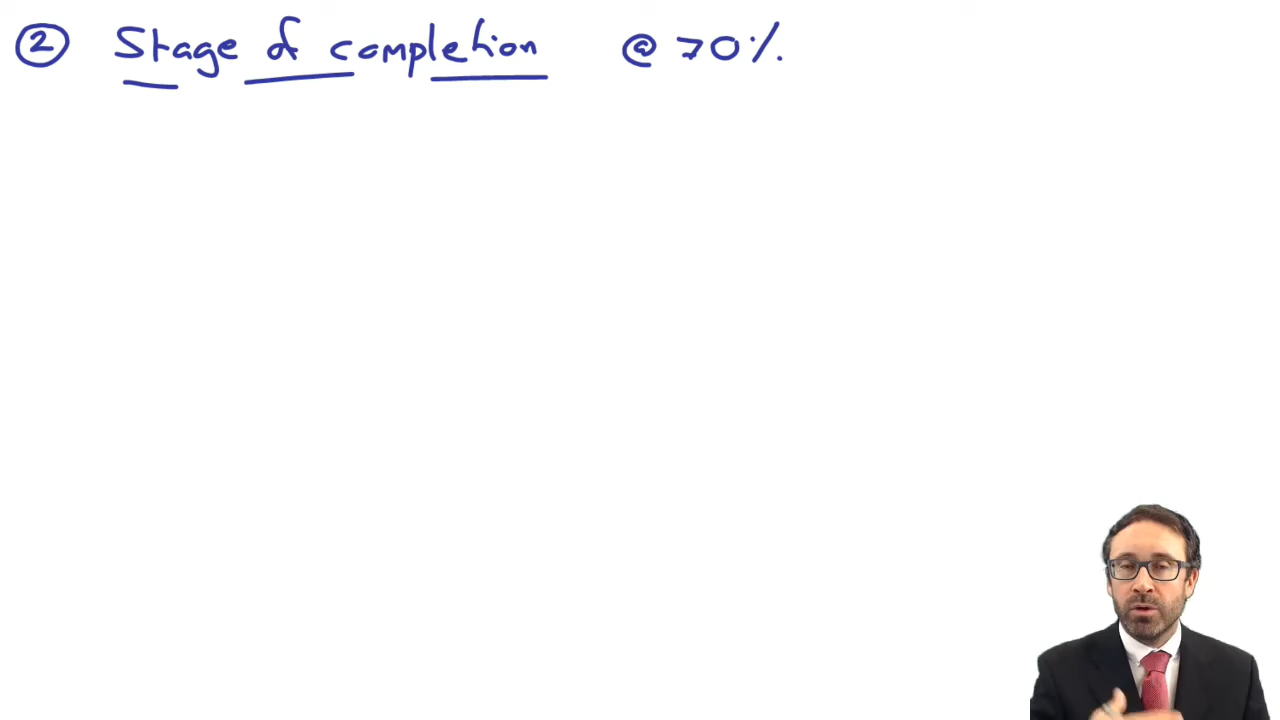 ② Stage of completion @ 70%